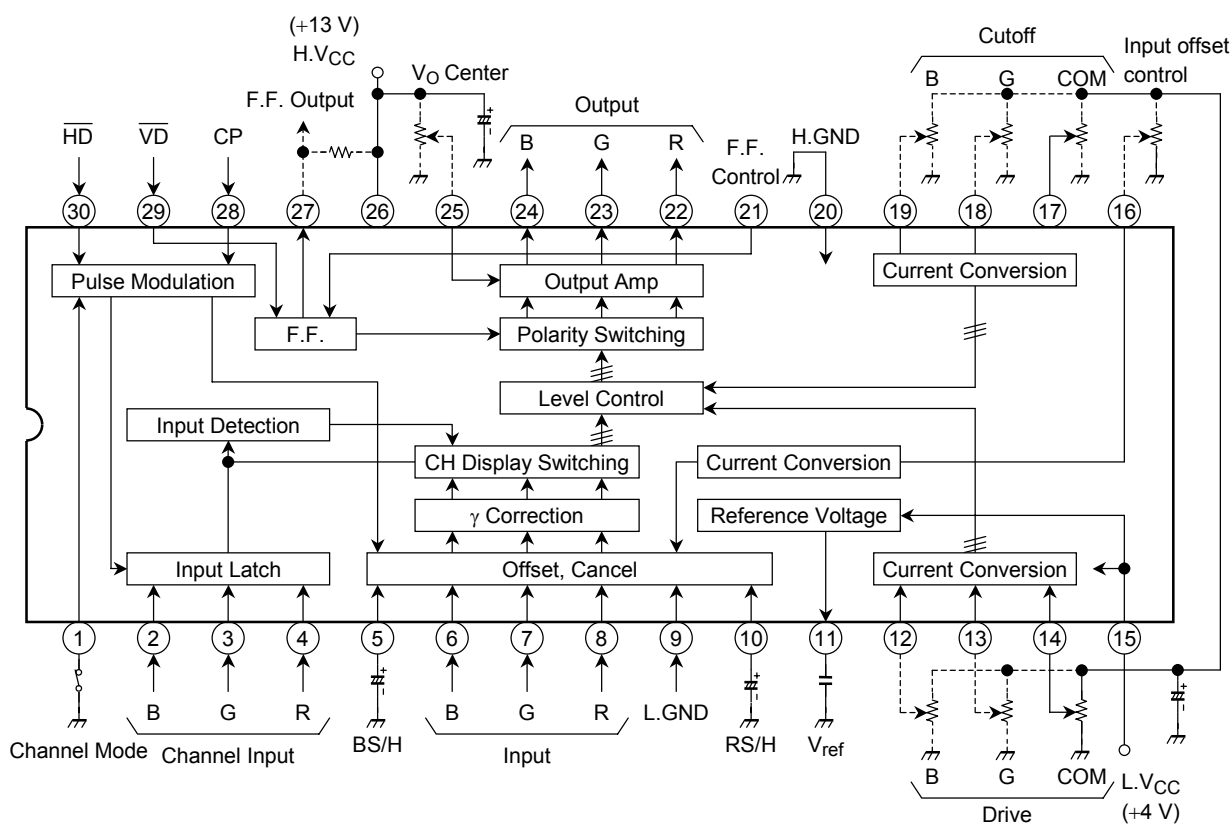 (+13 V)
H.VCC
VO Center
F.F. Output
Output
Cutoff
Input offset
control
B G COM
HD VD CP
B G R
F.F.
Control
H.GND
30 29 28 27 26 25 24 23 22 21 20 19 18 17 16
Pulse Modulation
Output Amp
Current Conversion
F.F.
Polarity Switching
Level Control
Input Detection
CH Display Switching
Current Conversion
γ Correction
Reference Voltage
Input Latch
Offset, Cancel
Current Conversion
1 2 3 4 5 6 7 8 9 10 11 12 13 14 15
B G R
B G R
L.GND
Channel Mode
Channel Input
BS/H
Input
RS/H
Vref
B G COM
Drive
L.VCC
(+4 V)